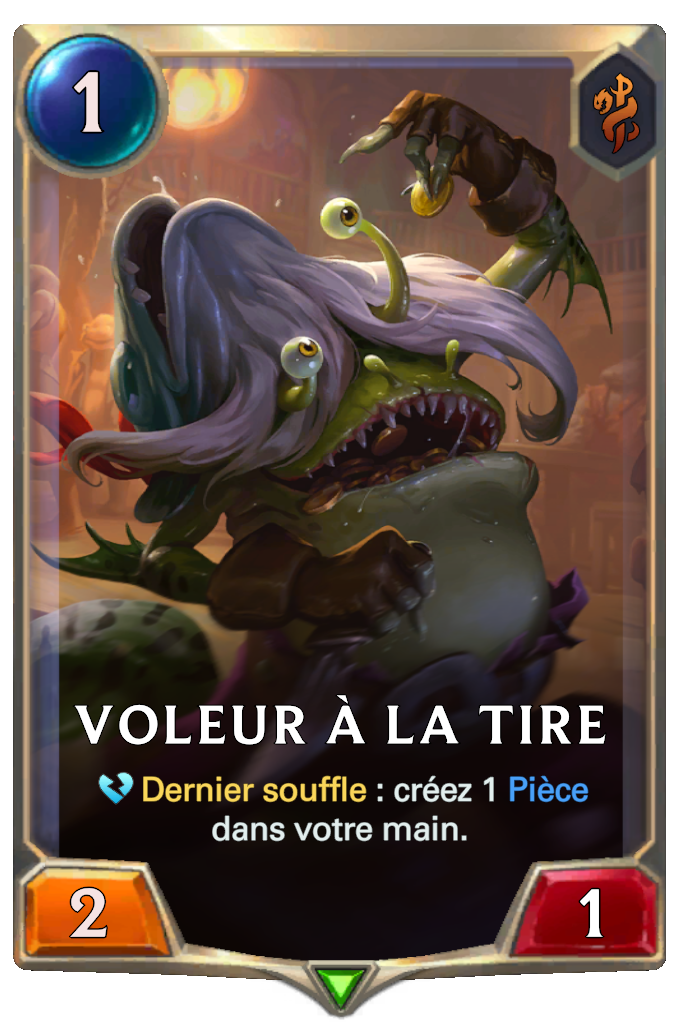 1
VOLEUR À LA TIRE
Dernier souffle : créez 1 Pièce
dans votre main.
2
1